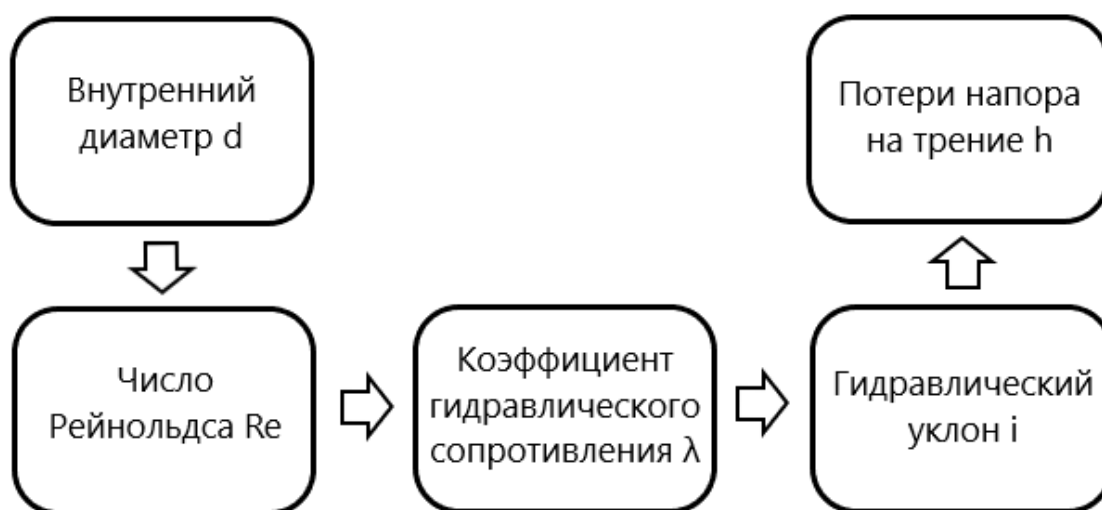 Внутренний
диаметр d
Число
Рейнольдса Re
Коэффициент
гидравлического
сопротивления λ
Гидравлический
уклон i
Потери напора
на трение h